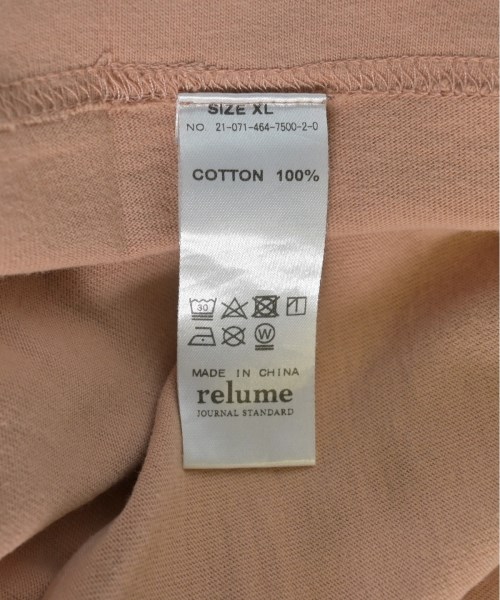 SIZE XL
NO. 21-071-464-7500-2-0
COTTON 100%
30
W
MADE IN CHINA
relume
JOURNAL STANDARD